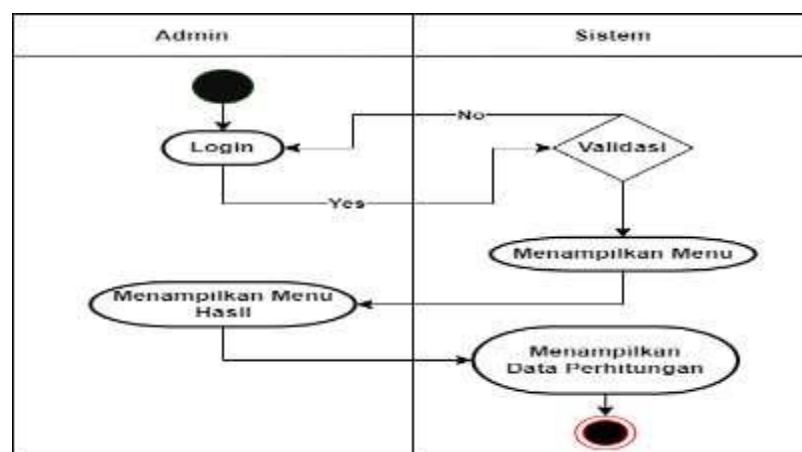 Admin
Sistem
No
Login
Validasi
Yes
Menampilkan Menu
Menampilkan Menu
Hasil
Menampilkan
Data Perhitungan